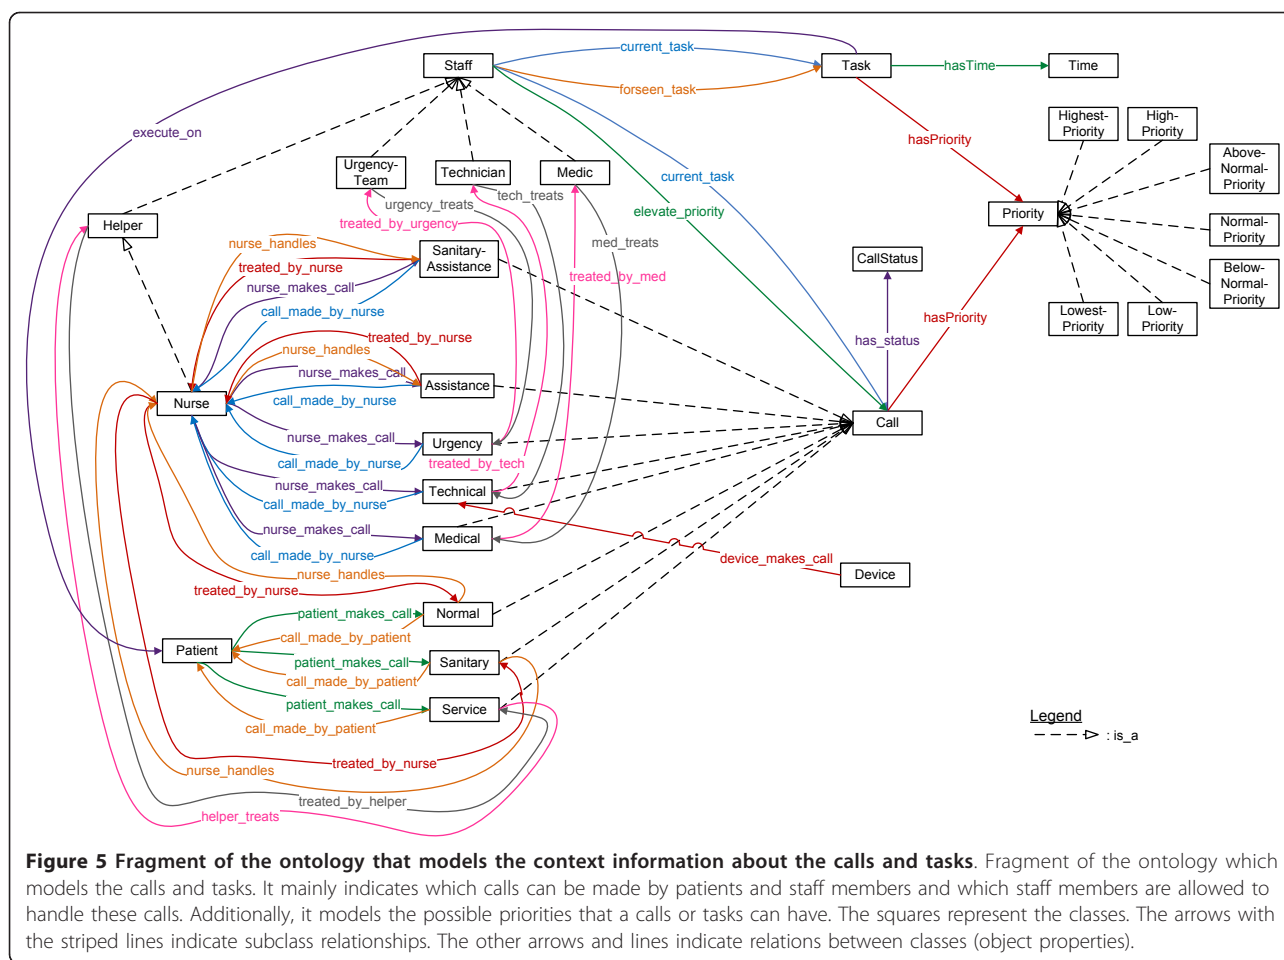 current_task
Staff
Task
hasTime
Time
forseen_task
execute_on
hasPriority
Highest-
Priority
High-
Priority
Above-
Normal-
Priority
Urgency-
Team
Technician
Medic
current_task
tech_treats
urgency_treats
elevate_priority
Priority
Normal-
Priority
Helper
treated_by_urgency
med_treats
nurse_handles
Sanitary-
Assistance
CallStatus
treated_by_nurse
treated_by_med
Below-
Normal-
Priority
nurse_makes_call
call_made_by_nurse
hasPriority
Lowest-
Priority
Low-
Priority
treated_by_nurse
has_status
nurse_handles
nurse_makes_call
Assistance
Nurse
call_made_by_nurse
Call
nurse_makes_call
Urgency
call_made_by_nurse
treated_by_tech
nurse_makes_call
Technical
call_made_by_nurse
nurse_makes_call
Medical
call_made_by_nurse
device_makes_call
Device
nurse_handles
treated_by_nurse
patient_makes_call
Normal
call_made_by_patient
Patient
patient_makes_call
Sanitary
call_made_by_patient
patient_makes_call
Service
call_made_by_patient
Legend
: is_a
treated_by_nurse
nurse_handles
treated_by_helper
helper_treats
Figure 5 Fragment of the ontology that models the context information about the calls and tasks. Fragment of the ontology which
models the calls and tasks. It mainly indicates which calls can be made by patients and staff members and which staff members are allowed to
handle these calls. Additionally, it models the possible priorities that a calls or tasks can have. The squares represent the classes. The arrows with
the striped lines indicate subclass relationships. The other arrows and lines indicate relations between classes (object properties).